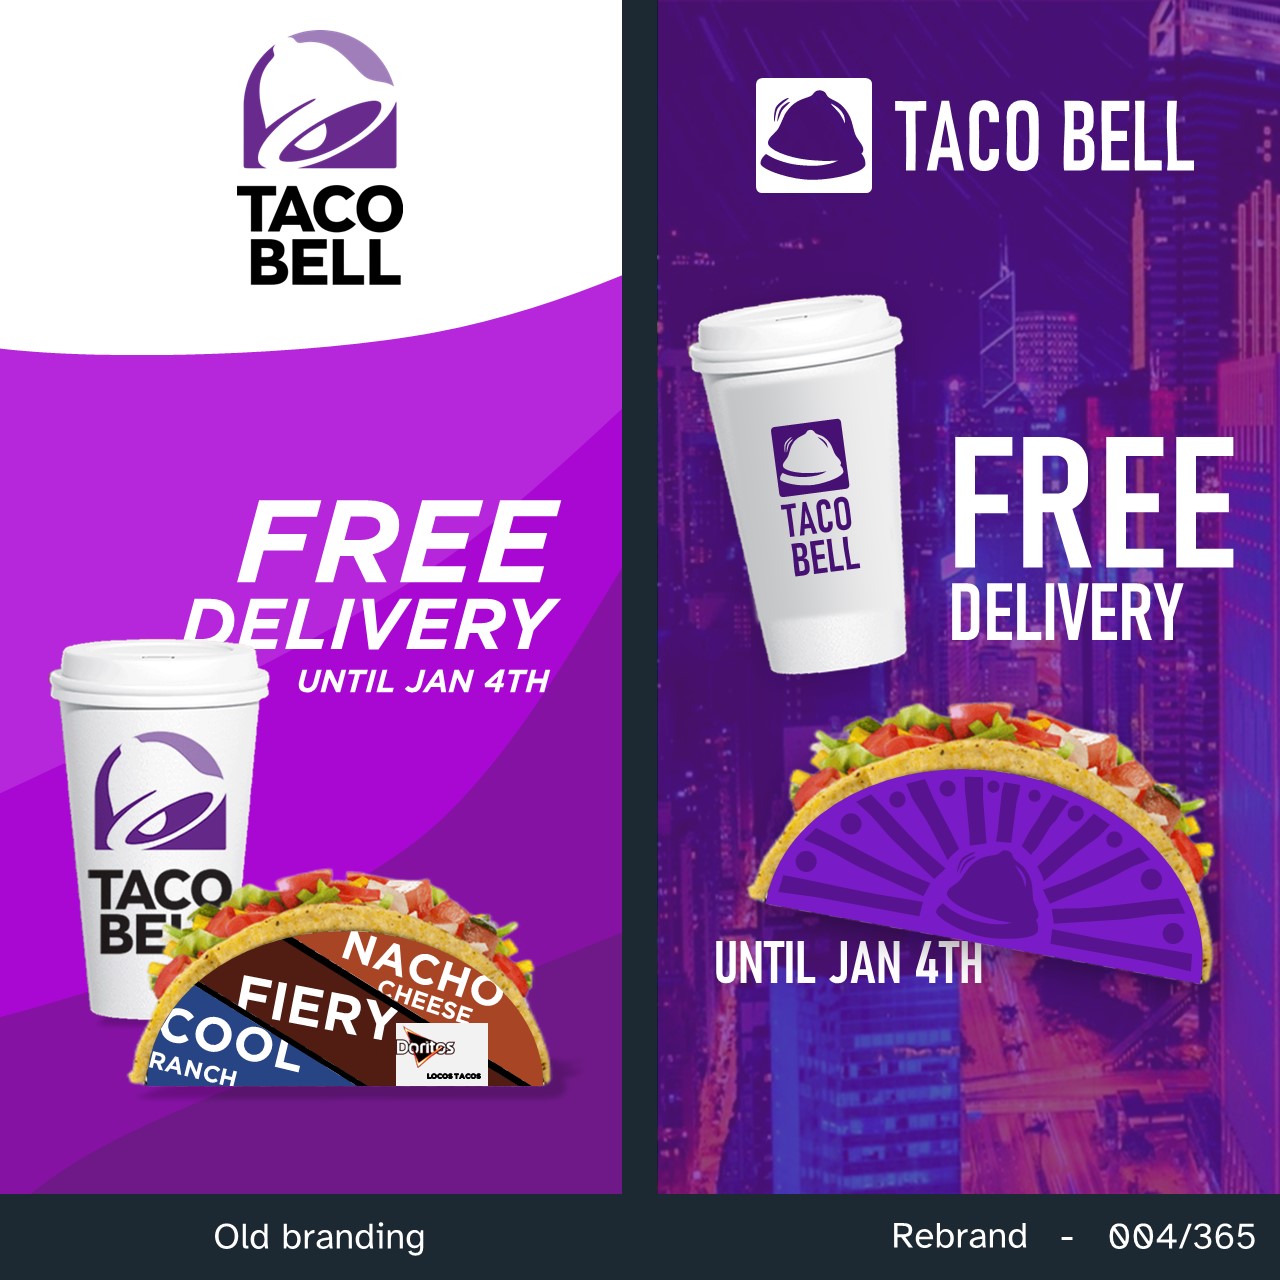 TACO
BELL
FREE
DELIVERY
UNTIL JAN 4TH
TACO
BE
NACHO
CHEESE
FIERY
COOL
RANCH
Doritos
LOCOS TACOS
Old branding
TACO BELL
TACO
BELL
FREE
DELIVERY
UNTIL JAN 4TH
Rebrand - 004/365